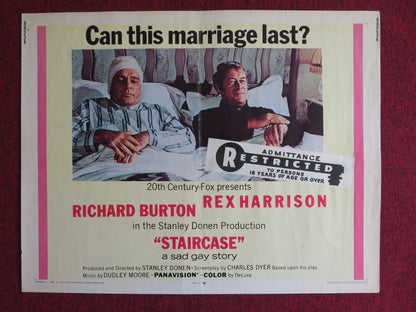 Can this marriage last?
ADMITTANCE
RESTRICTED
TO PERSONS
18 YEARS OF AGE OR OVER
20th Century-Fox presents
RICHARD BURTON REX HARRISON
in the Stanley Donen Production
"STAIRCASE"
a sad gay story
Produced and Directed by STANLEY DONEN • Screenplay by CHARLES DYER Based upon his play
Music by DUDLEY MOORE • PANAVISION® • COLOR by DeLuxe